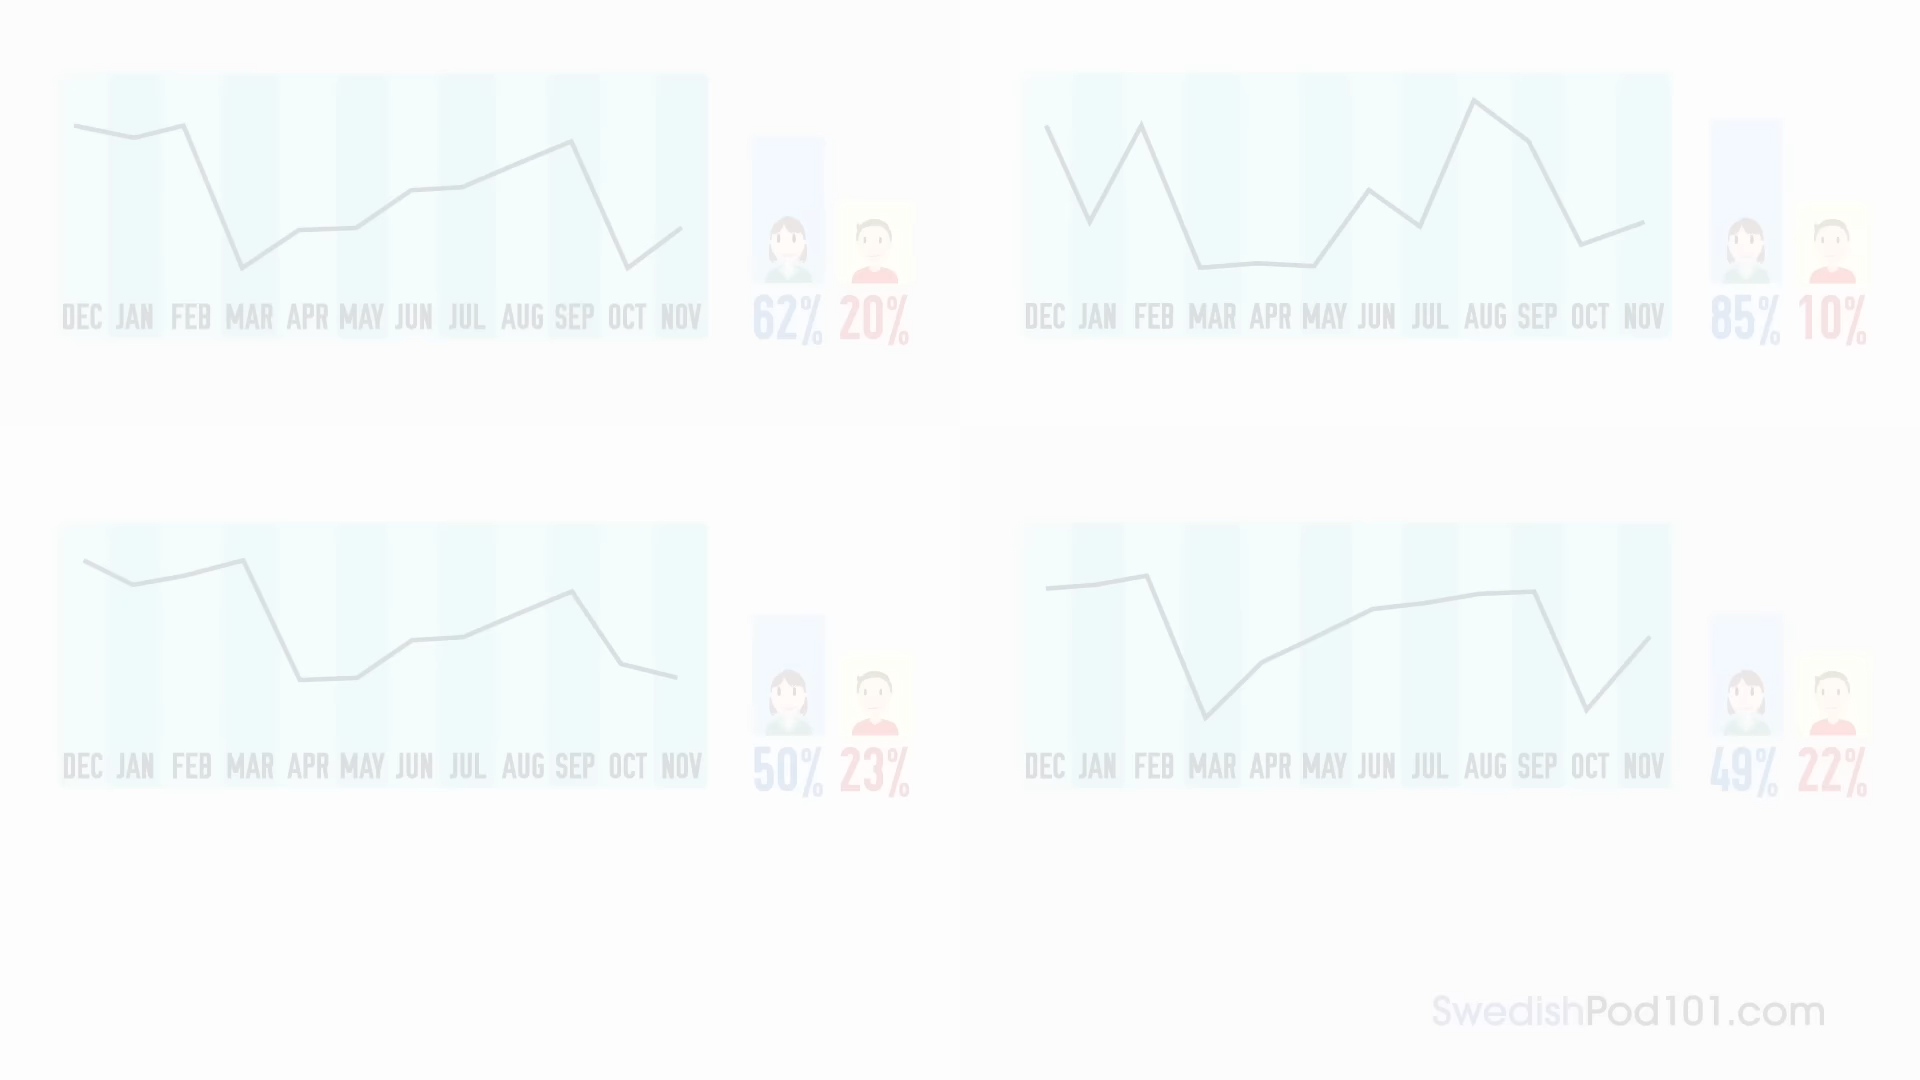 DEC JAN FEB MAR APR MAY JUN JUL AUG SEP OCT NOV
62% 20%
DEC JAN FEB MAR APR MAY JUN JUL AUG SEP OCT NOV
85% 10%
DEC JAN FEB MAR APR MAY JUN JUL AUG SEP OCT NOV
50% 23%
DEC JAN FEB MAR APR MAY JUN JUL AUG SEP OCT NOV
49% 22%
SwedishPod101.com